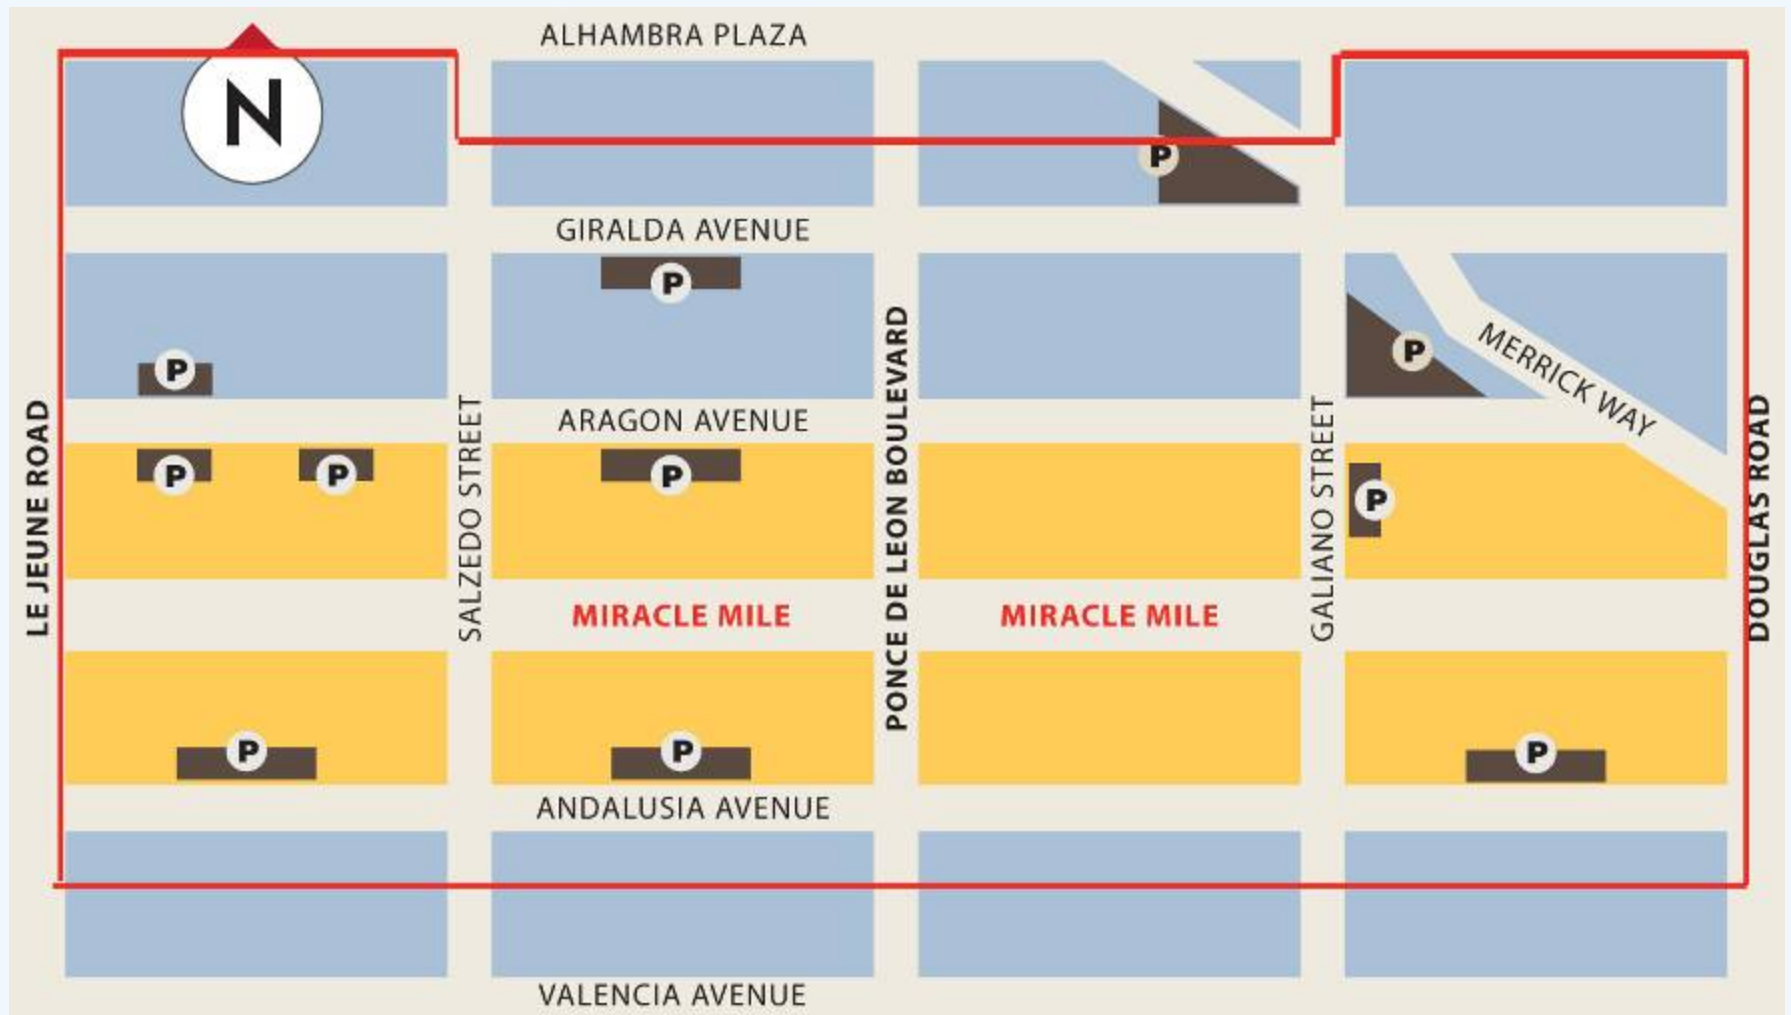 ALHAMBRA PLAZA
N
P
GIRALDA AVENUE
P
P
P
MERRICK WAY
ARAGON AVENUE
P
P
P
P
LE JEUNE ROAD
SALZEDO STREET
PONCE DE LEON BOULEVARD
GALIANO STREET
DOUGLAS ROAD
MIRACLE MILE
MIRACLE MILE
P
P
P
ANDALUSIA AVENUE
VALENCIA AVENUE